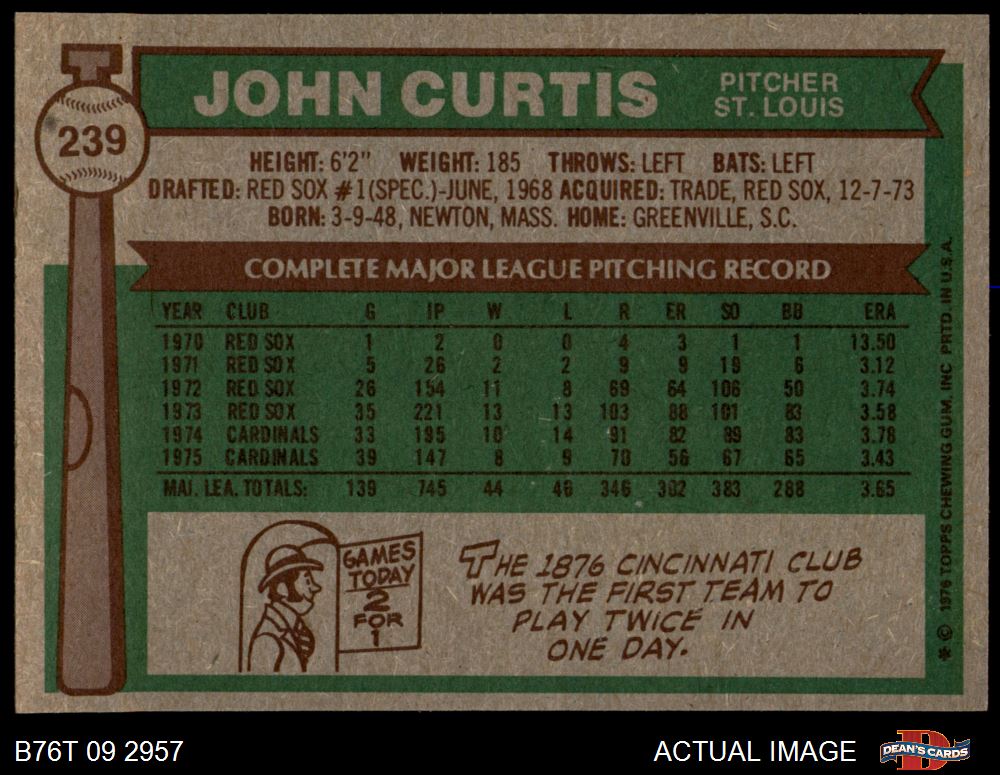 JOHN CURTIS
PITCHER
ST. LOUIS
239
HEIGHT: 6'2" WEIGHT: 185 THROWS: LEFT BATS: LEFT
DRAFTED: RED SOX #1(SPEC.)-JUNE, 1968 ACQUIRED: TRADE, RED SOX, 12-7-73
BORN: 3-9-48, NEWTON, MASS. HOME: GREENVILLE, S.C.
COMPLETE MAJOR LEAGUE PITCHING RECORD
YEAR CLUB G IP W L R ER SO BB ERA
1970 RED SOX 1 2 0 0 4 3 1 1 13.50
1971 RED SOX 5 26 2 2 9 9 19 6 3.12
1972 RED SOX 26 154 11 8 69 64 106 50 3.74
1973 RED SOX 35 221 13 13 103 88 101 83 3.58
1974 CARDINALS 33 195 10 14 91 82 89 83 3.78
1975 CARDINALS 39 147 8 9 70 56 67 65 3.43
MAJ. LEA. TOTALS: 139 745 44 46 346 302 383 288 3.65
GAMES
TODAY
2
FOR
1
THE 1876 CINCINNATI CLUB
WAS THE FIRST TEAM TO
PLAY TWICE IN
ONE DAY.
* © 1976 TOPPS CHEWING GUM, INC PRTD. IN U.S.A.
B76T 09 2957
ACTUAL IMAGE
D
DEAN'S CARDS